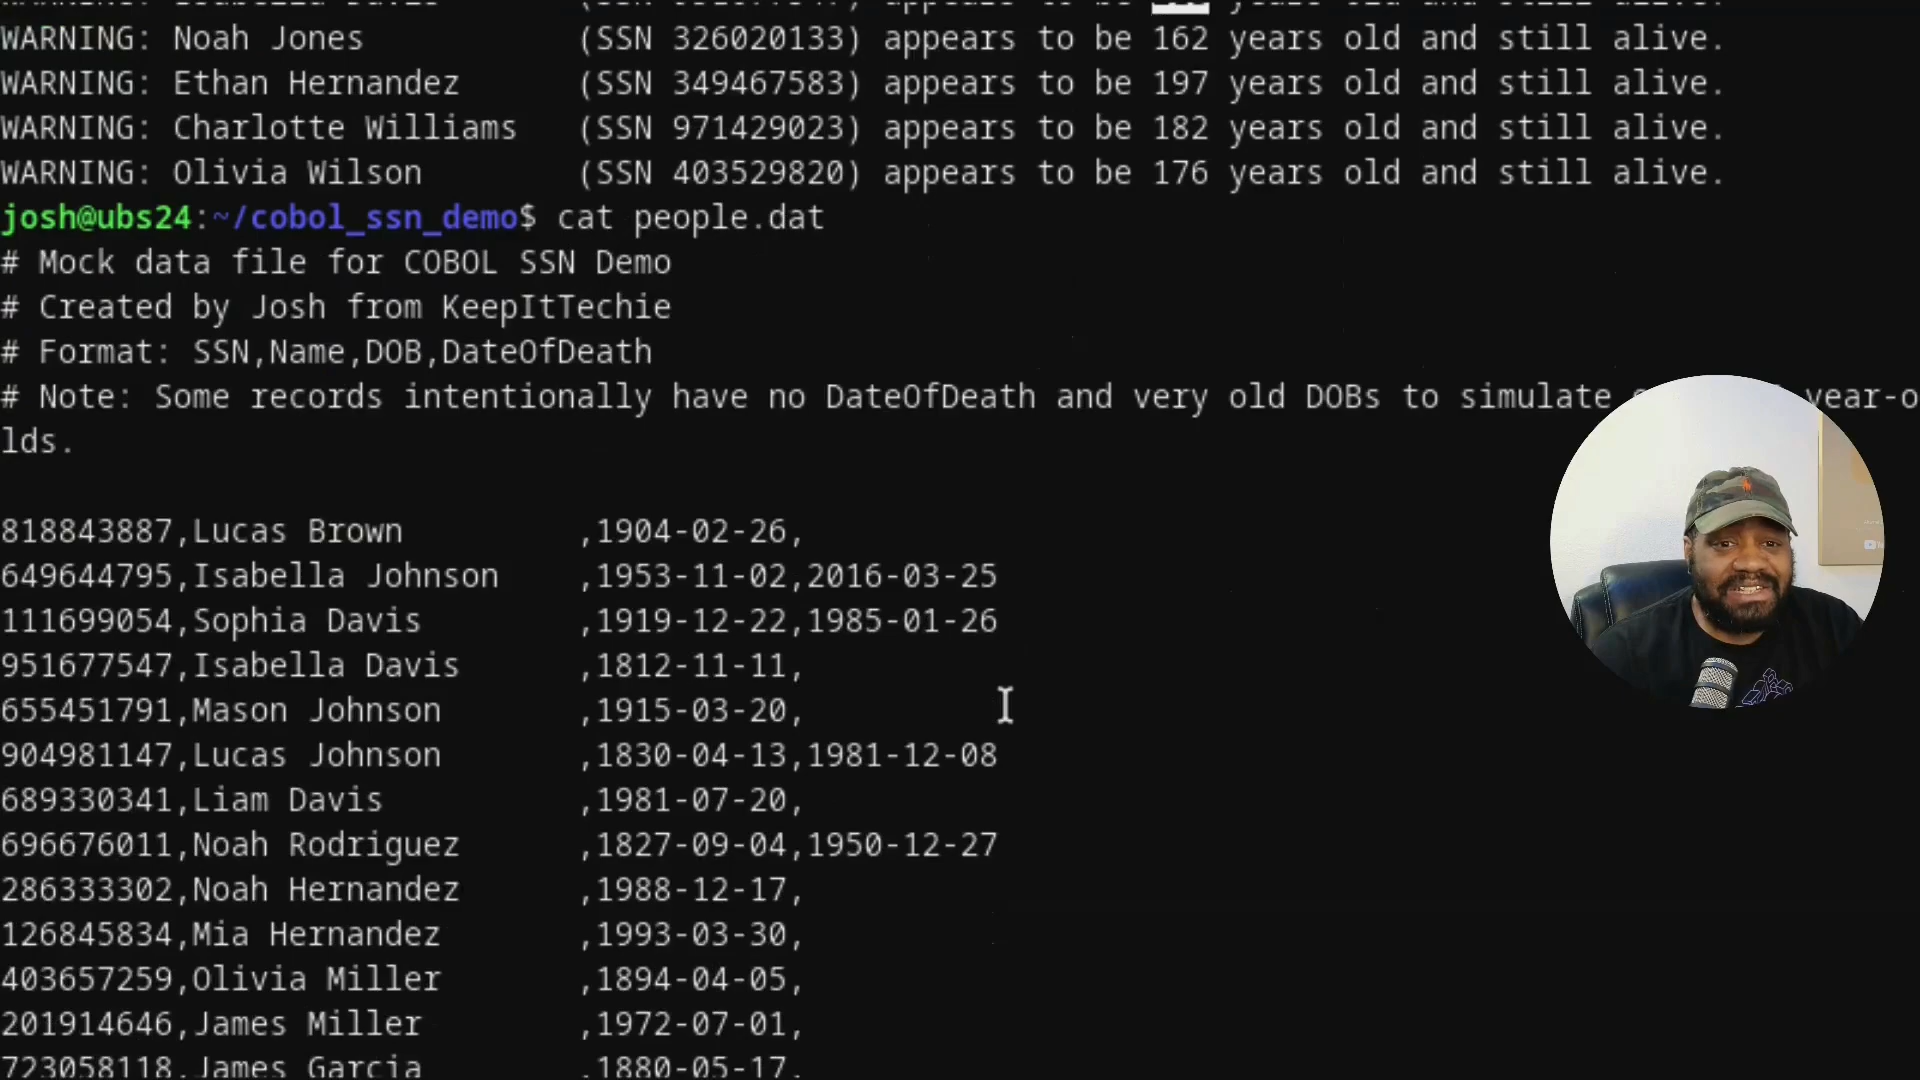 WARNING: Noah Jones (SSN 326020133) appears to be 162 years old and still alive.
WARNING: Ethan Hernandez (SSN 349467583) appears to be 197 years old and still alive.
WARNING: Charlotte Williams (SSN 971429023) appears to be 182 years old and still alive.
WARNING: Olivia Wilson (SSN 403529820) appears to be 176 years old and still alive.
josh@ubs24:~/cobol_ssn_demo$ cat people.dat
# Mock data file for COBOL SSN Demo
# Created by Josh from KeepItTechie
# Format: SSN,Name,DOB,DateOfDeath
# Note: Some records intentionally have no DateOfDeath and very old DOBs to simulate year-o
lds.
818843887,Lucas Brown ,1904-02-26,
649644795,Isabella Johnson ,1953-11-02,2016-03-25
111699054,Sophia Davis ,1919-12-22,1985-01-26
951677547,Isabella Davis ,1812-11-11,
655451791,Mason Johnson ,1915-03-20,
904981147,Lucas Johnson ,1830-04-13,1981-12-08
689330341,Liam Davis ,1981-07-20,
696676011,Noah Rodriguez ,1827-09-04,1950-12-27
286333302,Noah Hernandez ,1988-12-17,
126845834,Mia Hernandez ,1993-03-30,
403657259,Olivia Miller ,1894-04-05,
201914646,James Miller ,1972-07-01,
723058118,James Garcia ,1880-05-17,